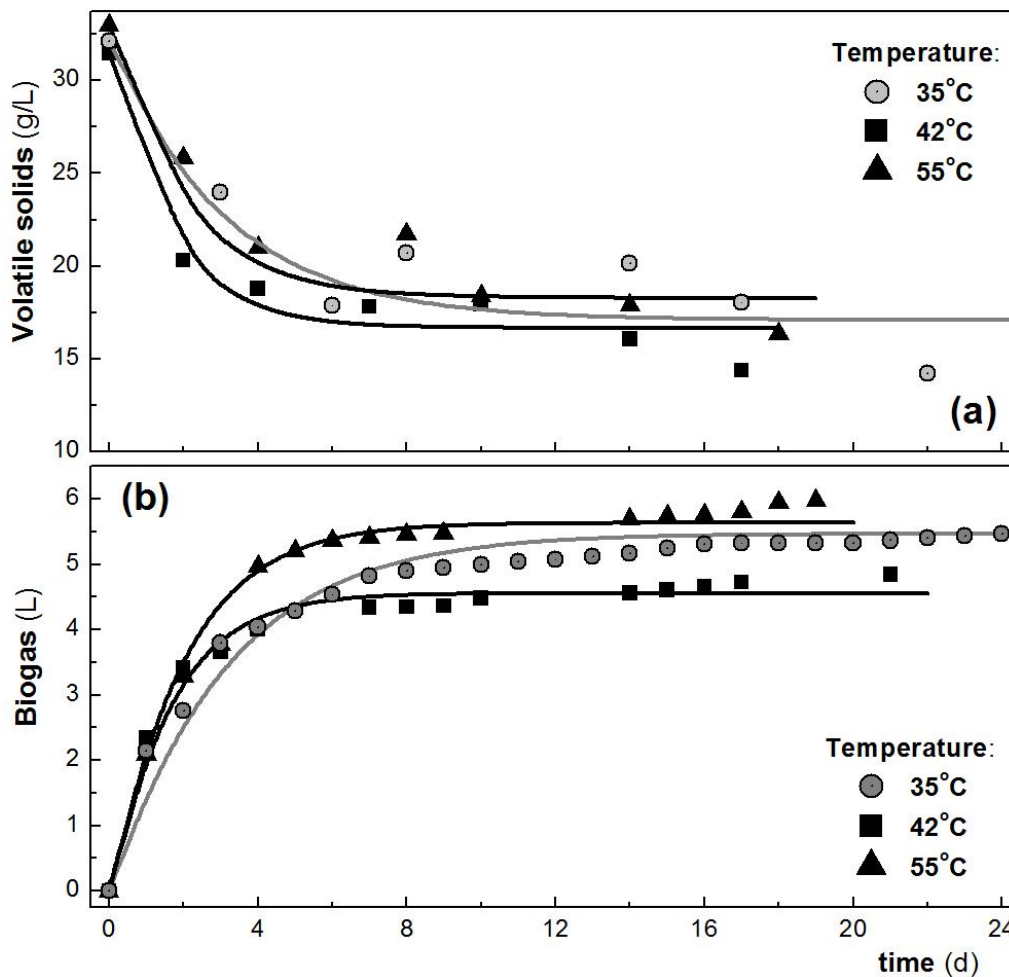 Volatile solids (g/L)
30
25
20
15
10
Temperature:
35°C
42°C
55°C
(a)
Biogas (L)
6
5
4
3
2
1
0
(b)
Temperature:
35°C
42°C
55°C
0 4 8 12 16 20 24
time (d)